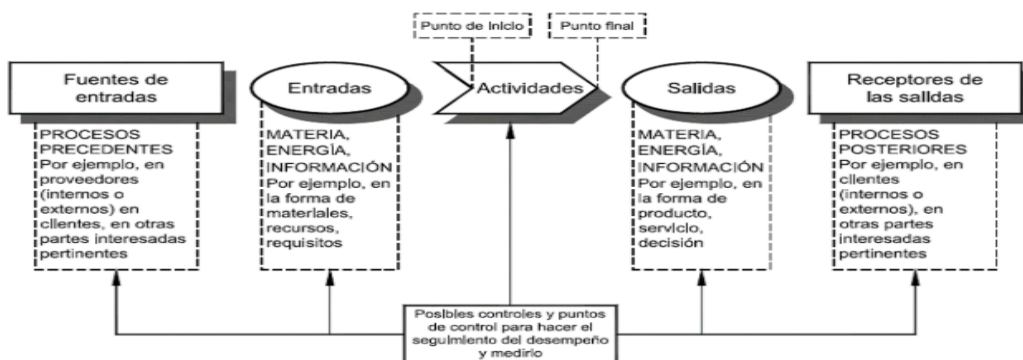 Punto de Inicio
Punto final
Fuentes de
entradas
Entradas
Actividades
Salidas
Receptores de
las salidas
PROCESOS
PRECEDENTES
Por ejemplo, en
proveedores
(internos o
externos) en
clientes, en otras
partes interesadas
pertinentes
MATERIA,
ENERGÍA,
INFORMACIÓN
Por ejemplo, en
la forma de
materiales,
recursos,
requisitos
MATERIA,
ENERGÍA,
INFORMACIÓN
Por ejemplo, en
la forma de
producto,
servicio,
decisión
PROCESOS
POSTERIORES
Por ejemplo, en
clientes
(internos o
externos), en
otras partes
interesadas
pertinentes
Posibles controles y puntos
de control para hacer el
seguimiento del desempeño
y medirlo